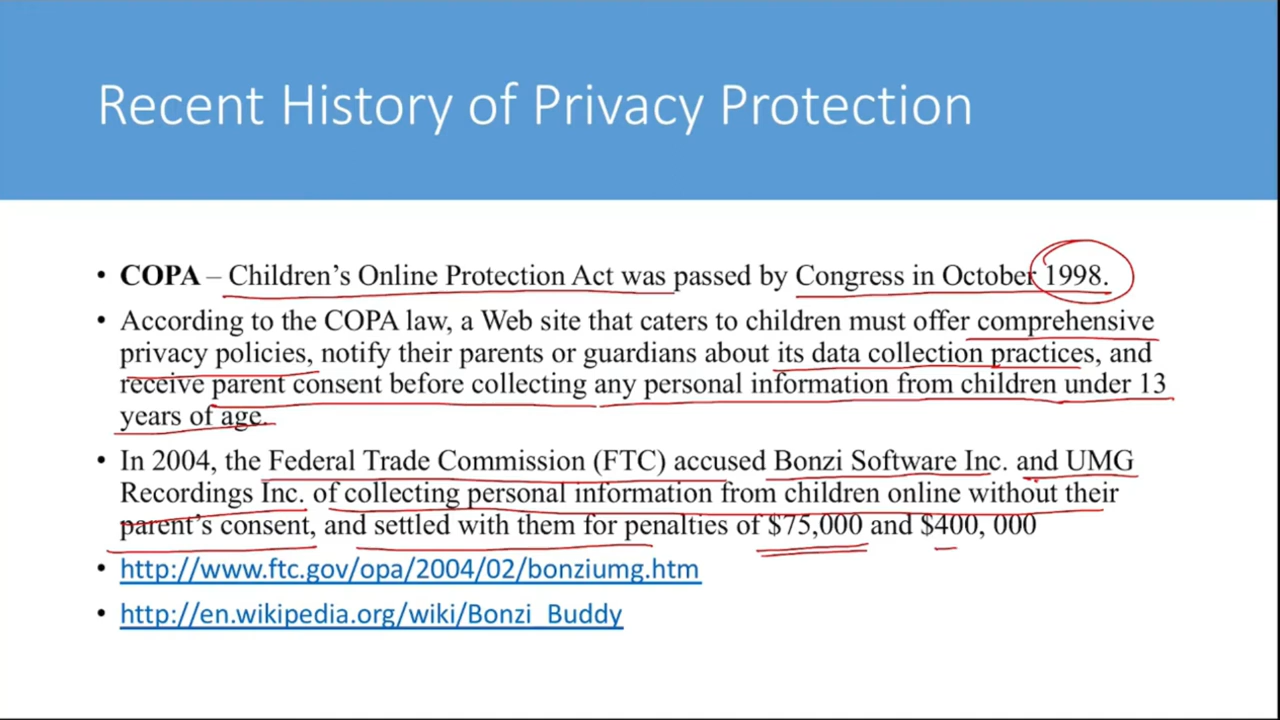 Recent History of Privacy Protection
• COPA – Children's Online Protection Act was passed by Congress in October 1998.
• According to the COPA law, a Web site that caters to children must offer comprehensive
privacy policies, notify their parents or guardians about its data collection practices, and
receive parent consent before collecting any personal information from children under 13
years of age.
• In 2004, the Federal Trade Commission (FTC) accused Bonzi Software Inc. and UMG
Recordings Inc. of collecting personal information from children online without their
parent's consent, and settled with them for penalties of $75,000 and $400, 000
• http://www.ftc.gov/opa/2004/02/bonziumg.htm
• http://en.wikipedia.org/wiki/Bonzi_Buddy